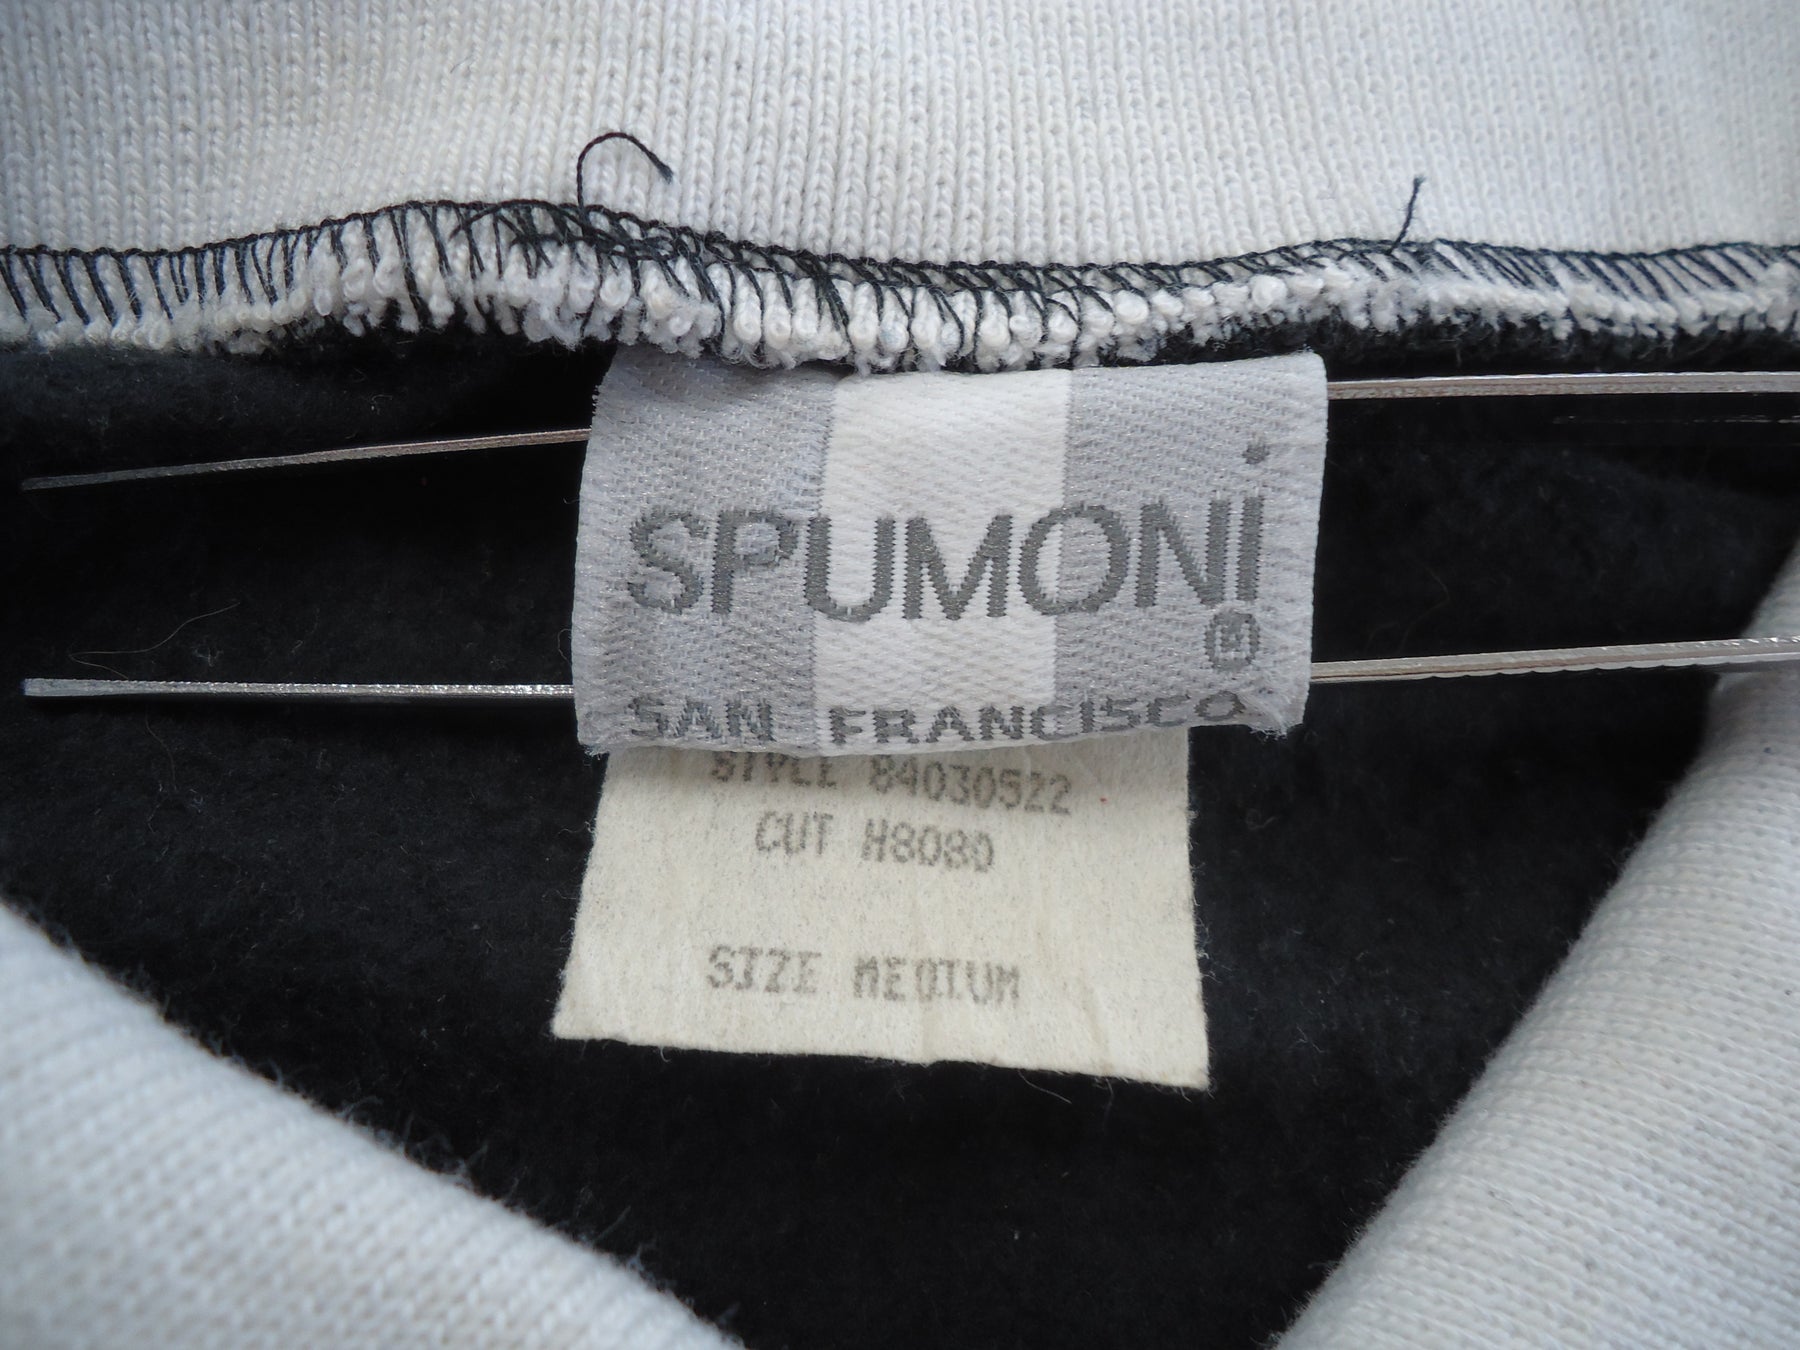 SPUMONi
®
SAN FRANCISCO
STYLE 84030522
CUT H8080
SIZE MEDIUM